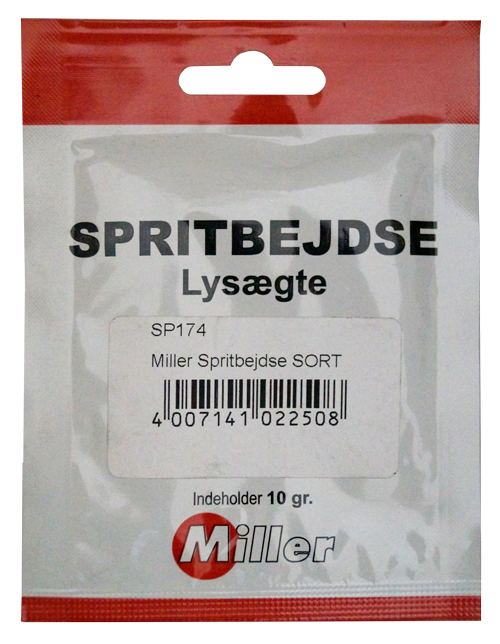 SPRITBEJDSE
Lysægte
SP174
Miller Spritbejdse SORT
4 007141 022508
Indeholder 10 gr.
Miller